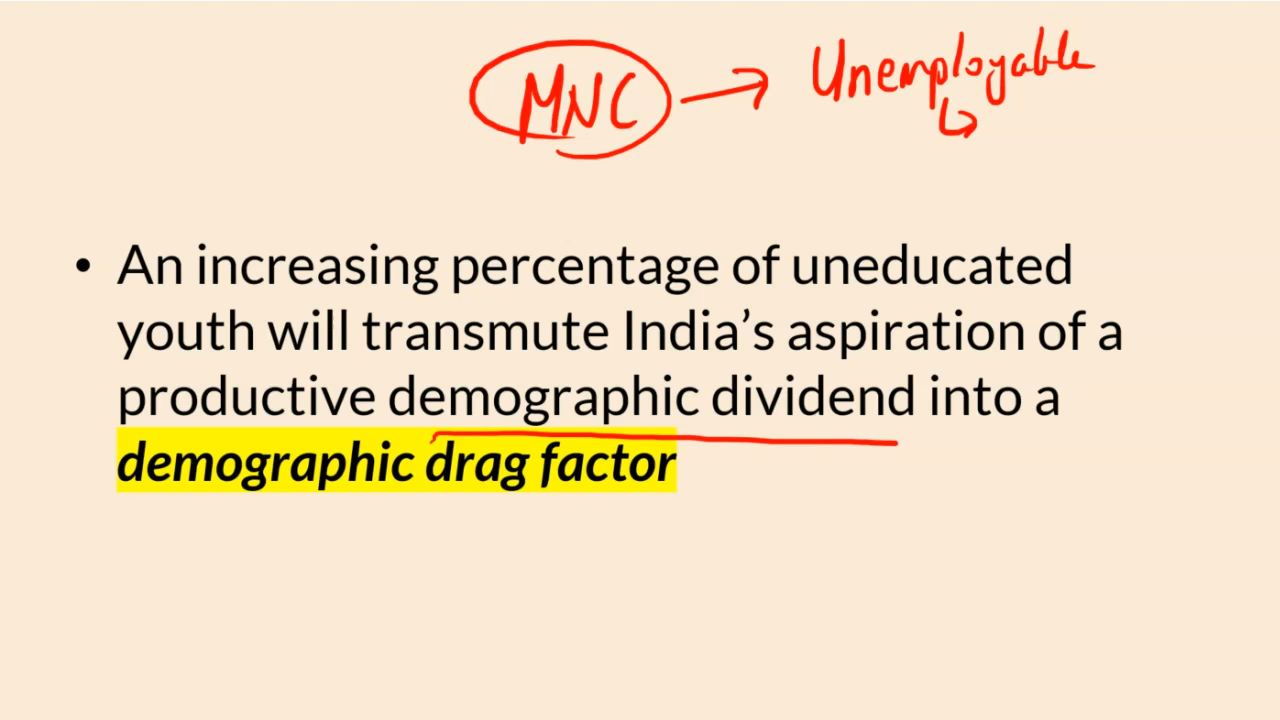 MNC → Unemployable
• An increasing percentage of uneducated
youth will transmute India’s aspiration of a
productive demographic dividend into a
demographic drag factor